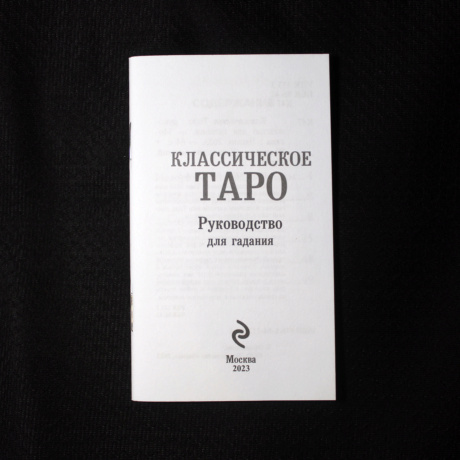 КЛАССИЧЕСКОЕ
ТАРО
Руководство
для гадания
Москва
2023